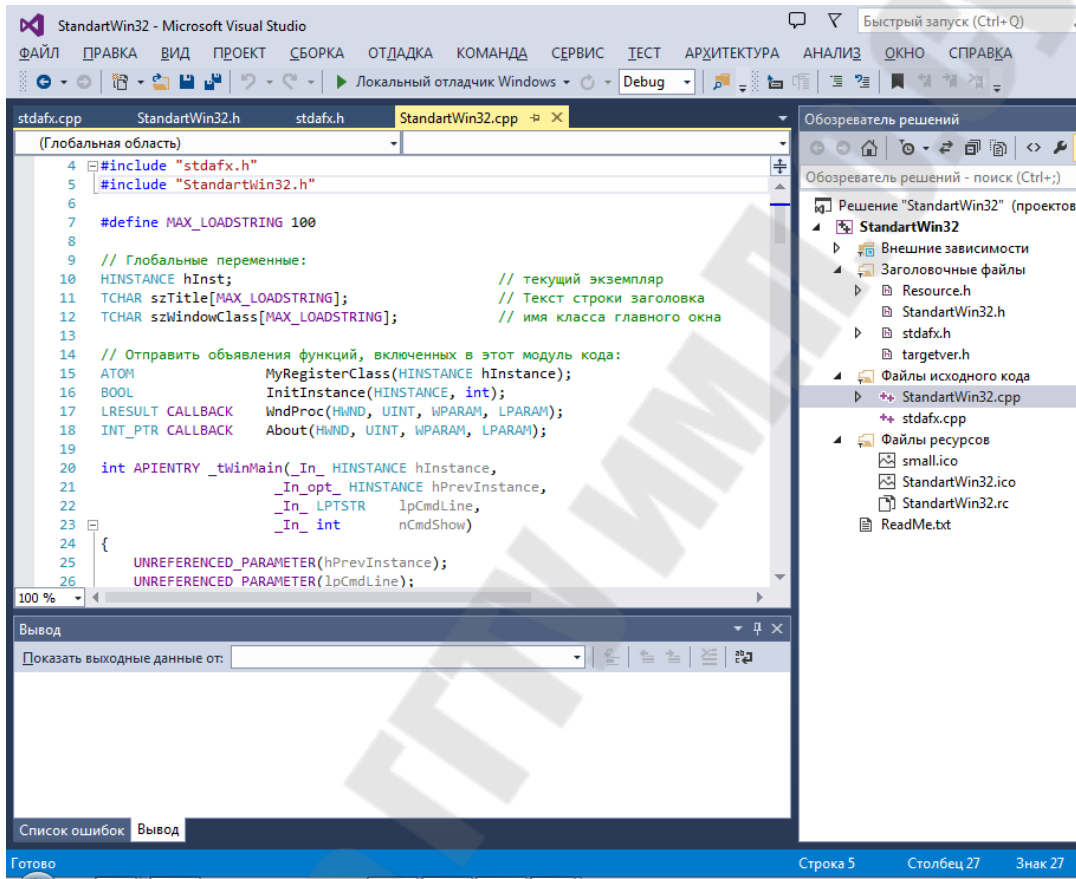 StandartWin32 - Microsoft Visual Studio
Быстрый запуск (Ctrl+Q)
ФАЙЛ ПРАВКА ВИД ПРОЕКТ СБОРКА ОТЛАДКА КОМАНДА СЕРВИС ТЕСТ АРХИТЕКТУРА АНАЛИЗ ОКНО СПРАВКА
Локальный отладчик Windows Debug
stdafx.cpp StandartWin32.h stdafx.h StandartWin32.cpp
(Глобальная область)
4 #include "stdafx.h"
5 #include "StandartWin32.h"
6
7 #define MAX_LOADSTRING 100
8
9 // Глобальные переменные:
10 HINSTANCE hInst; // текущий экземпляр
11 TCHAR szTitle[MAX_LOADSTRING]; // Текст строки заголовка
12 TCHAR szWindowClass[MAX_LOADSTRING]; // имя класса главного окна
13
14 // Отправить объявления функций, включенных в этот модуль кода:
15 ATOM MyRegisterClass(HINSTANCE hInstance);
16 BOOL InitInstance(HINSTANCE, int);
17 LRESULT CALLBACK WndProc(HWND, UINT, WPARAM, LPARAM);
18 INT_PTR CALLBACK About(HWND, UINT, WPARAM, LPARAM);
19
20 int APIENTRY _tWinMain(_In_ HINSTANCE hInstance,
21 _In_opt_ HINSTANCE hPrevInstance,
22 _In_ LPTSTR lpCmdLine,
23 _In_ int nCmdShow)
24 {
25 UNREFERENCED_PARAMETER(hPrevInstance);
26 UNREFERENCED_PARAMETER(lpCmdLine);
100 %
Вывод
Показать выходные данные от:
Список ошибок Вывод
Обозреватель решений
Обозреватель решений - поиск (Ctrl+;)
Решение "StandartWin32" (проектов
StandartWin32
Внешние зависимости
Заголовочные файлы
Resource.h
StandartWin32.h
stdafx.h
targetver.h
Файлы исходного кода
StandartWin32.cpp
stdafx.cpp
Файлы ресурсов
small.ico
StandartWin32.ico
StandartWin32.rc
ReadMe.txt
Готово Строка 5 Столбец 27 Знак 27